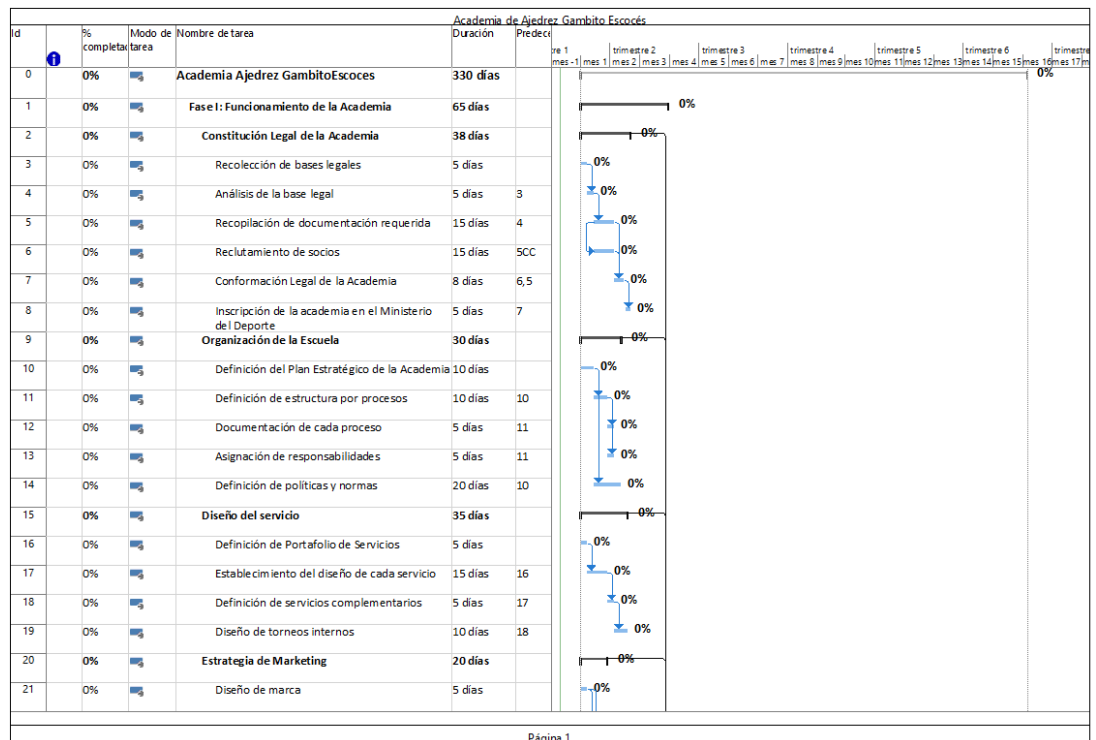 Academia de Ajedrez Gambito Escocés
Id % Modo de Nombre de tarea Duración Predece
completac tarea
re 1 trimestre 2 trimestre 3 trimestre 4 trimestre 5 trimestre 6 trimestre
mes -1 mes 1 mes 2 mes 3 mes 4 mes 5 mes 6 mes 7 mes 8 mes 9 mes 10 mes 11 mes 12 mes 13 mes 14 mes 15 mes 16 mes 17 m
0 0% Academia Ajedrez GambitoEscoces 330 días 0%
1 0% Fase I: Funcionamiento de la Academia 65 días 0%
2 0% Constitución Legal de la Academia 38 días 0%
3 0% Recolección de bases legales 5 días 0%
4 0% Análisis de la base legal 5 días 3 0%
5 0% Recopilación de documentación requerida 15 días 4 0%
6 0% Reclutamiento de socios 15 días 5CC 0%
7 0% Conformación Legal de la Academia 8 días 6,5 0%
8 0% Inscripción de la academia en el Ministerio 5 días 7 0%
del Deporte
9 0% Organización de la Escuela 30 días 0%
10 0% Definición del Plan Estratégico de la Academia 10 días 0%
11 0% Definición de estructura por procesos 10 días 10 0%
12 0% Documentación de cada proceso 5 días 11 0%
13 0% Asignación de responsabilidades 5 días 11 0%
14 0% Definición de políticas y normas 20 días 10 0%
15 0% Diseño del servicio 35 días 0%
16 0% Definición de Portafolio de Servicios 5 días 0%
17 0% Establecimiento del diseño de cada servicio 15 días 16 0%
18 0% Definición de servicios complementarios 5 días 17 0%
19 0% Diseño de torneos internos 10 días 18 0%
20 0% Estrategia de Marketing 20 días 0%
21 0% Diseño de marca 5 días 0%
Página 1